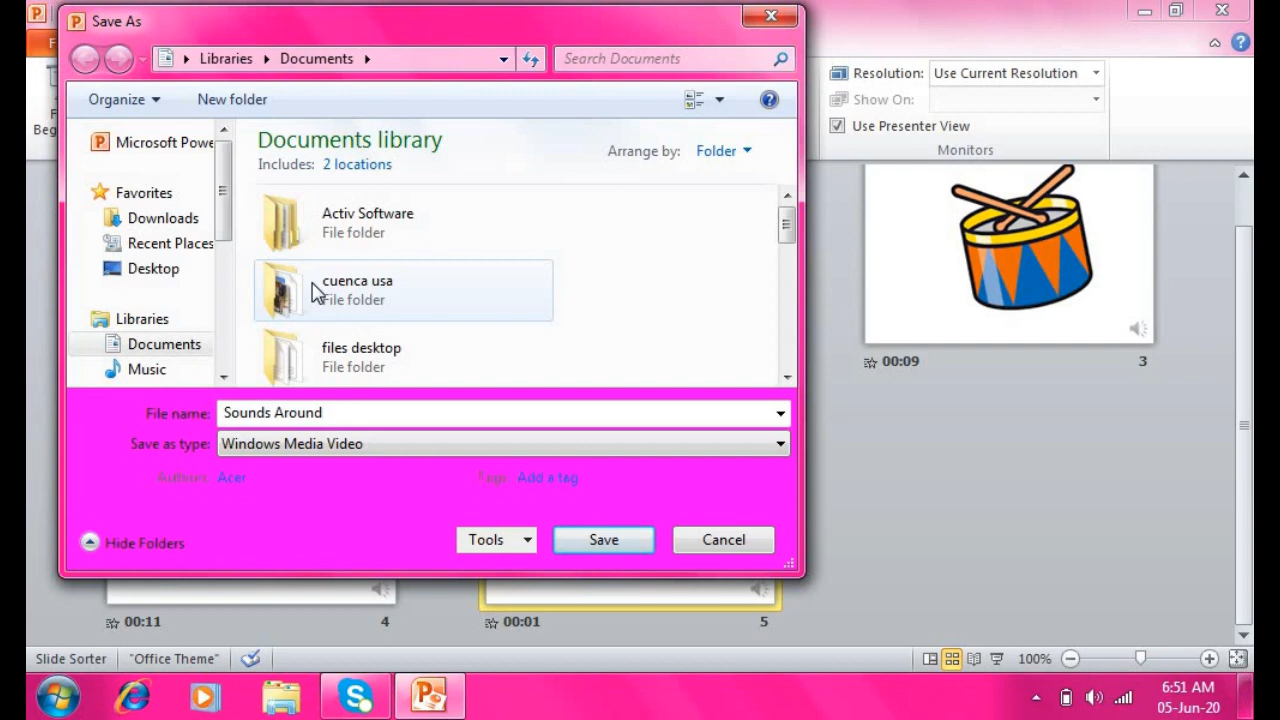 Save As
Libraries Documents
Search Documents
Organize
New folder
Microsoft Powe
Favorites
Downloads
Recent Places
Desktop
Libraries
Documents
Music
Documents library
Includes: 2 locations
Arrange by: Folder
Activ Software
File folder
cuenca usa
File folder
files desktop
File folder
File name: Sounds Around
Save as type: Windows Media Video
Authors: Acer
Tags: Add a tag
Hide Folders
Tools
Save
Cancel
Resolution: Use Current Resolution
Show On:
Use Presenter View
Monitors
00:09 3
00:11 4
00:01 5
Slide Sorter
"Office Theme"
100%
6:51 AM
05-Jun-20